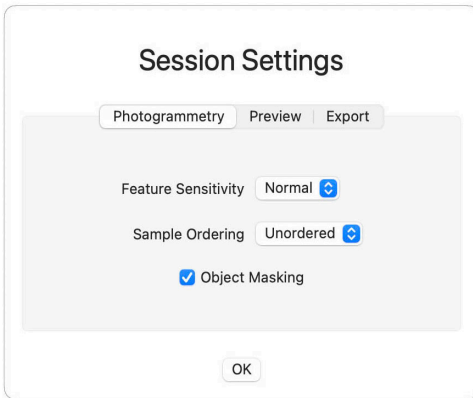 Session Settings
Photogrammetry Preview Export
Feature Sensitivity Normal
Sample Ordering Unordered
Object Masking
OK